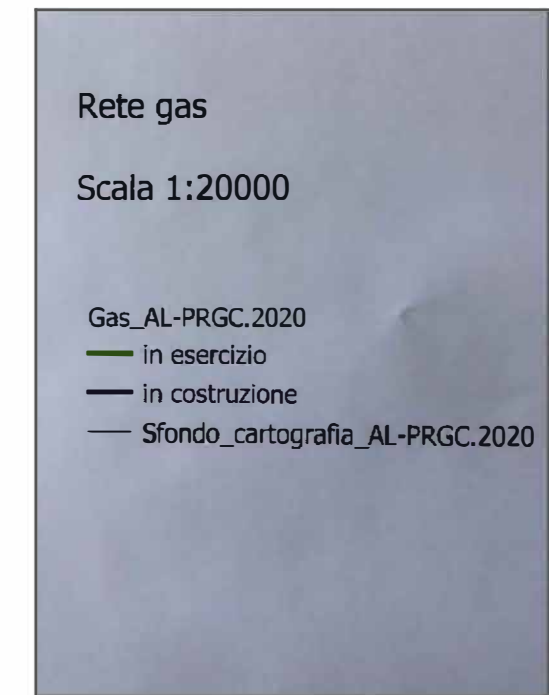 Rete gas
Scala 1:20000
Gas_AL-PRGC.2020
in esercizio
in costruzione
Sfondo_cartografia_AL-PRGC.2020